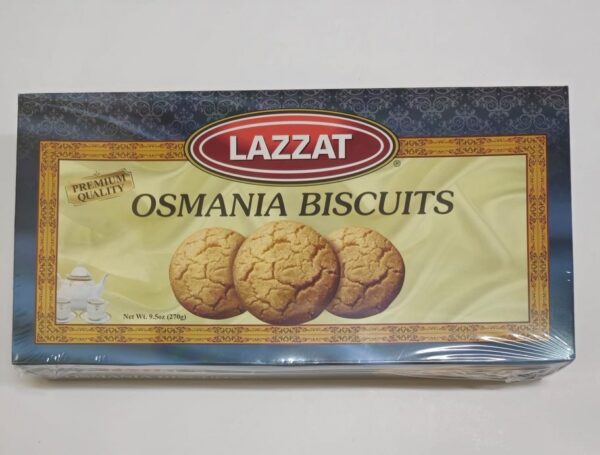 LAZZAT
®
PREMIUM
QUALITY
OSMANIA BISCUITS
Net Wt. 9.5oz (270g)